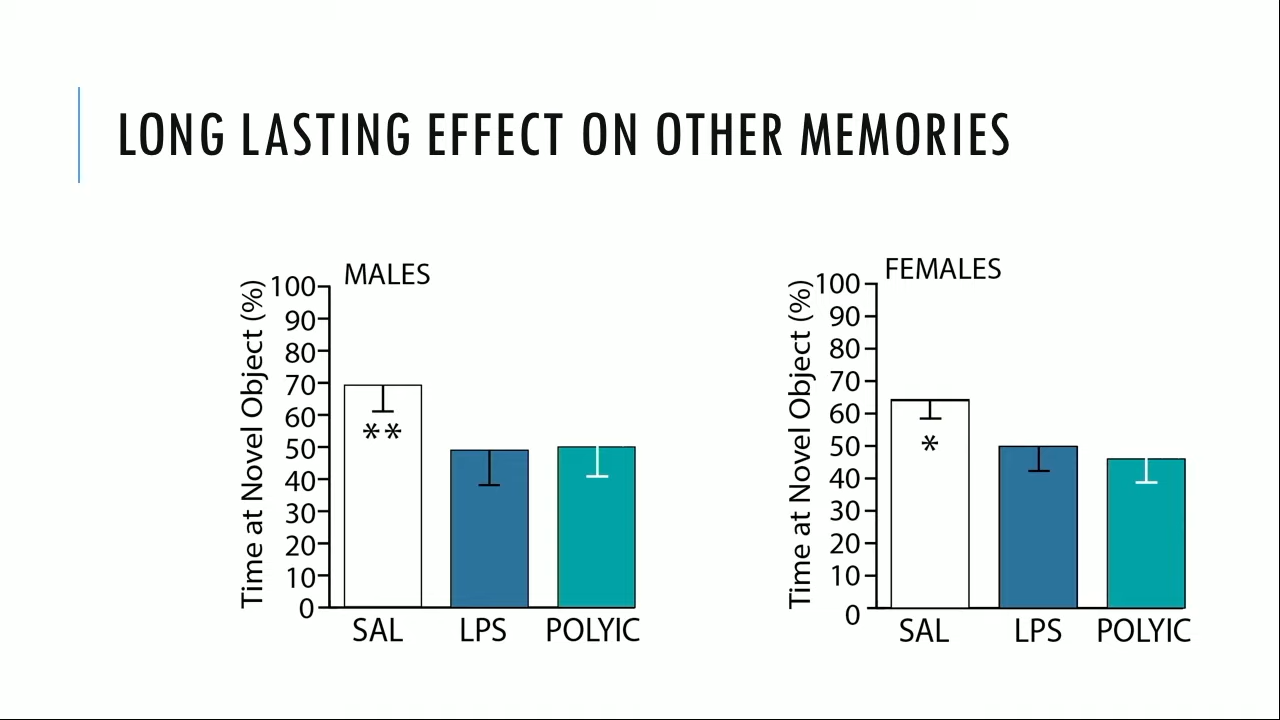 LONG LASTING EFFECT ON OTHER MEMORIES
MALES
Time at Novel Object (%)
100
90
80
70
60
50
40
30
20
10
0
**
SAL
LPS
POLYIC
FEMALES
Time at Novel Object (%)
100
90
80
70
60
50
40
30
20
10
0
*
SAL
LPS
POLYIC